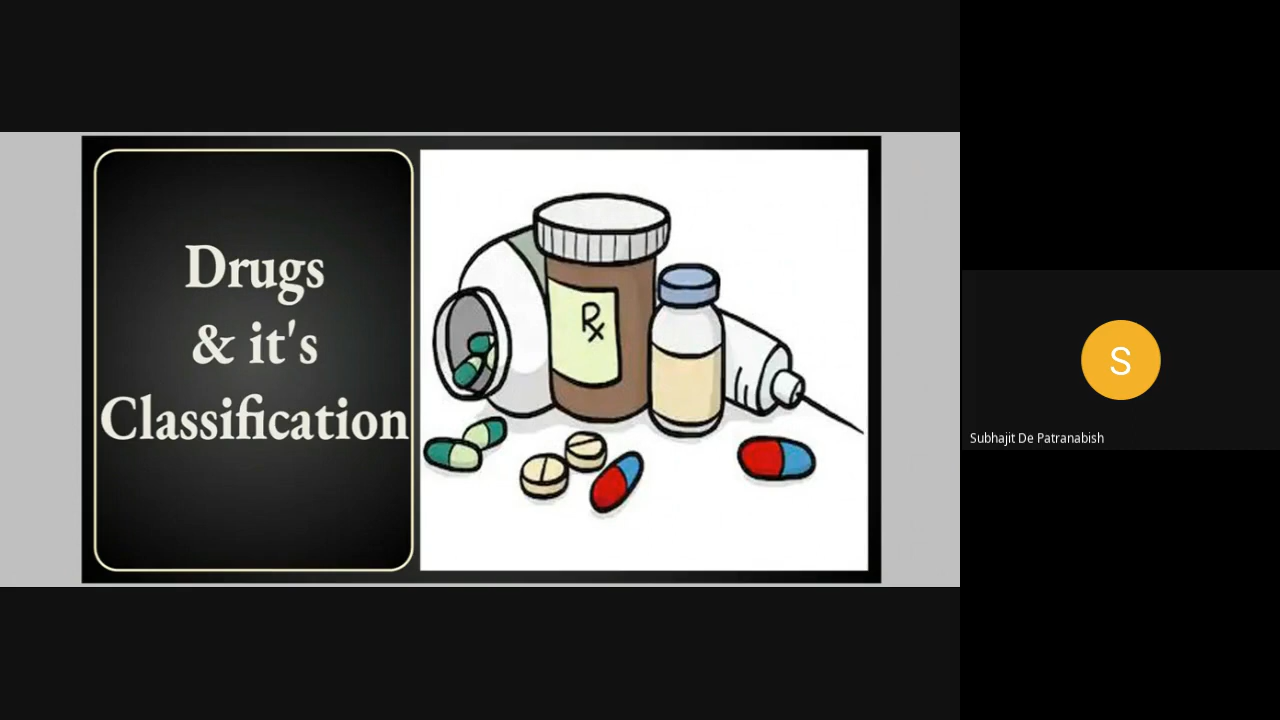 Drugs
& it's
Classification
Rx
S
Subhajit De Patranabish